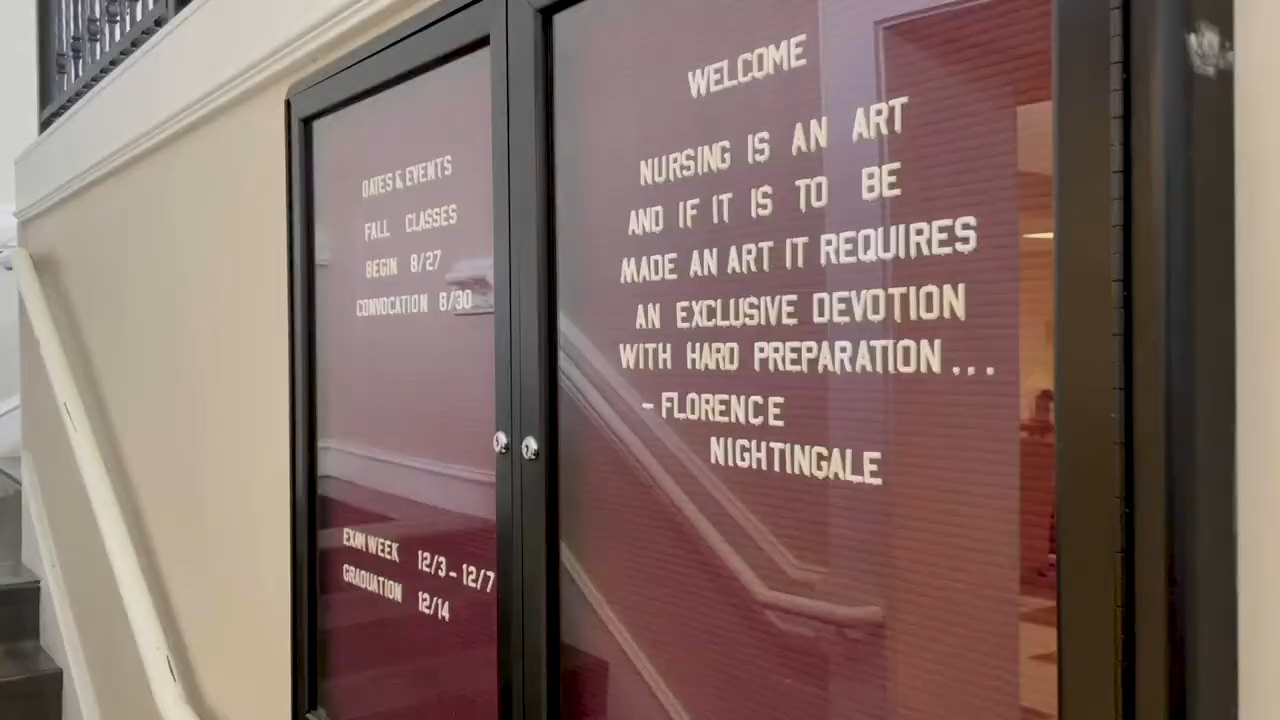 DATES & EVENTS
FALL CLASSES
BEGIN 8/27
CONVOCATION 8/30
EXAM WEEK 12/3 - 12/7
GRADUATION 12/14
WELCOME
NURSING IS AN ART
AND IF IT IS TO BE
MADE AN ART IT REQUIRES
AN EXCLUSIVE DEVOTION
WITH HARD PREPARATION...
- FLORENCE
NIGHTINGALE